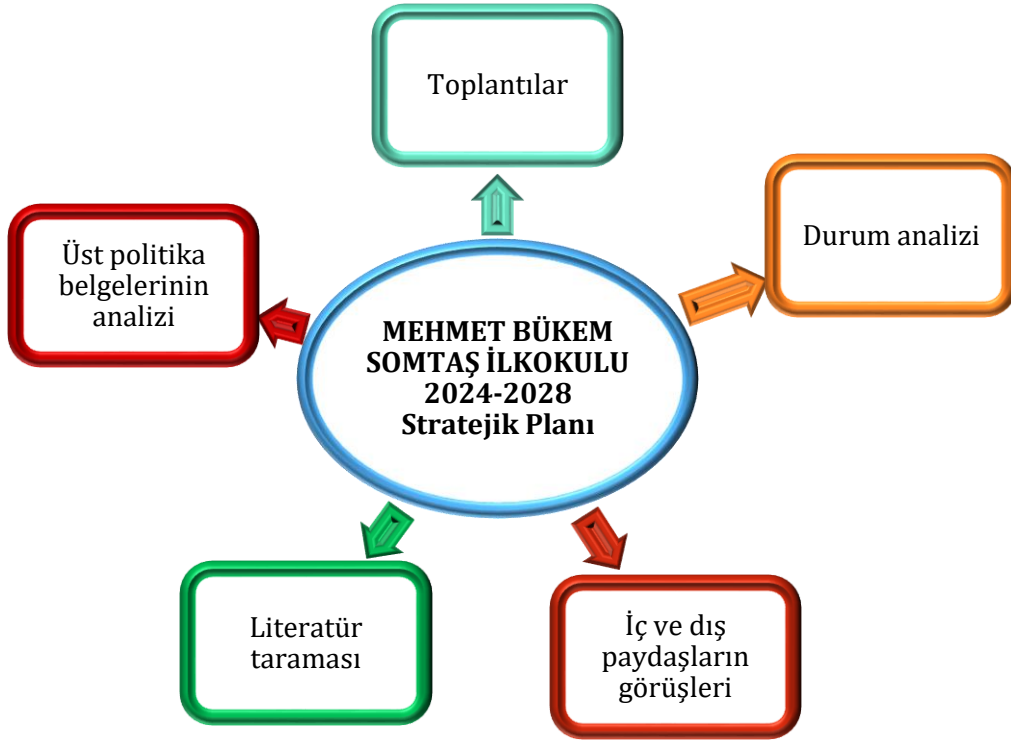 Toplantılar
Durum analizi
Üst politika
belgelerinin
analizi
MEHMET BÜKEM
SOMTAŞ İLKOKULU
2024-2028
Stratejik Planı
Literatür
taraması
İç ve dış
paydaşların
görüşleri